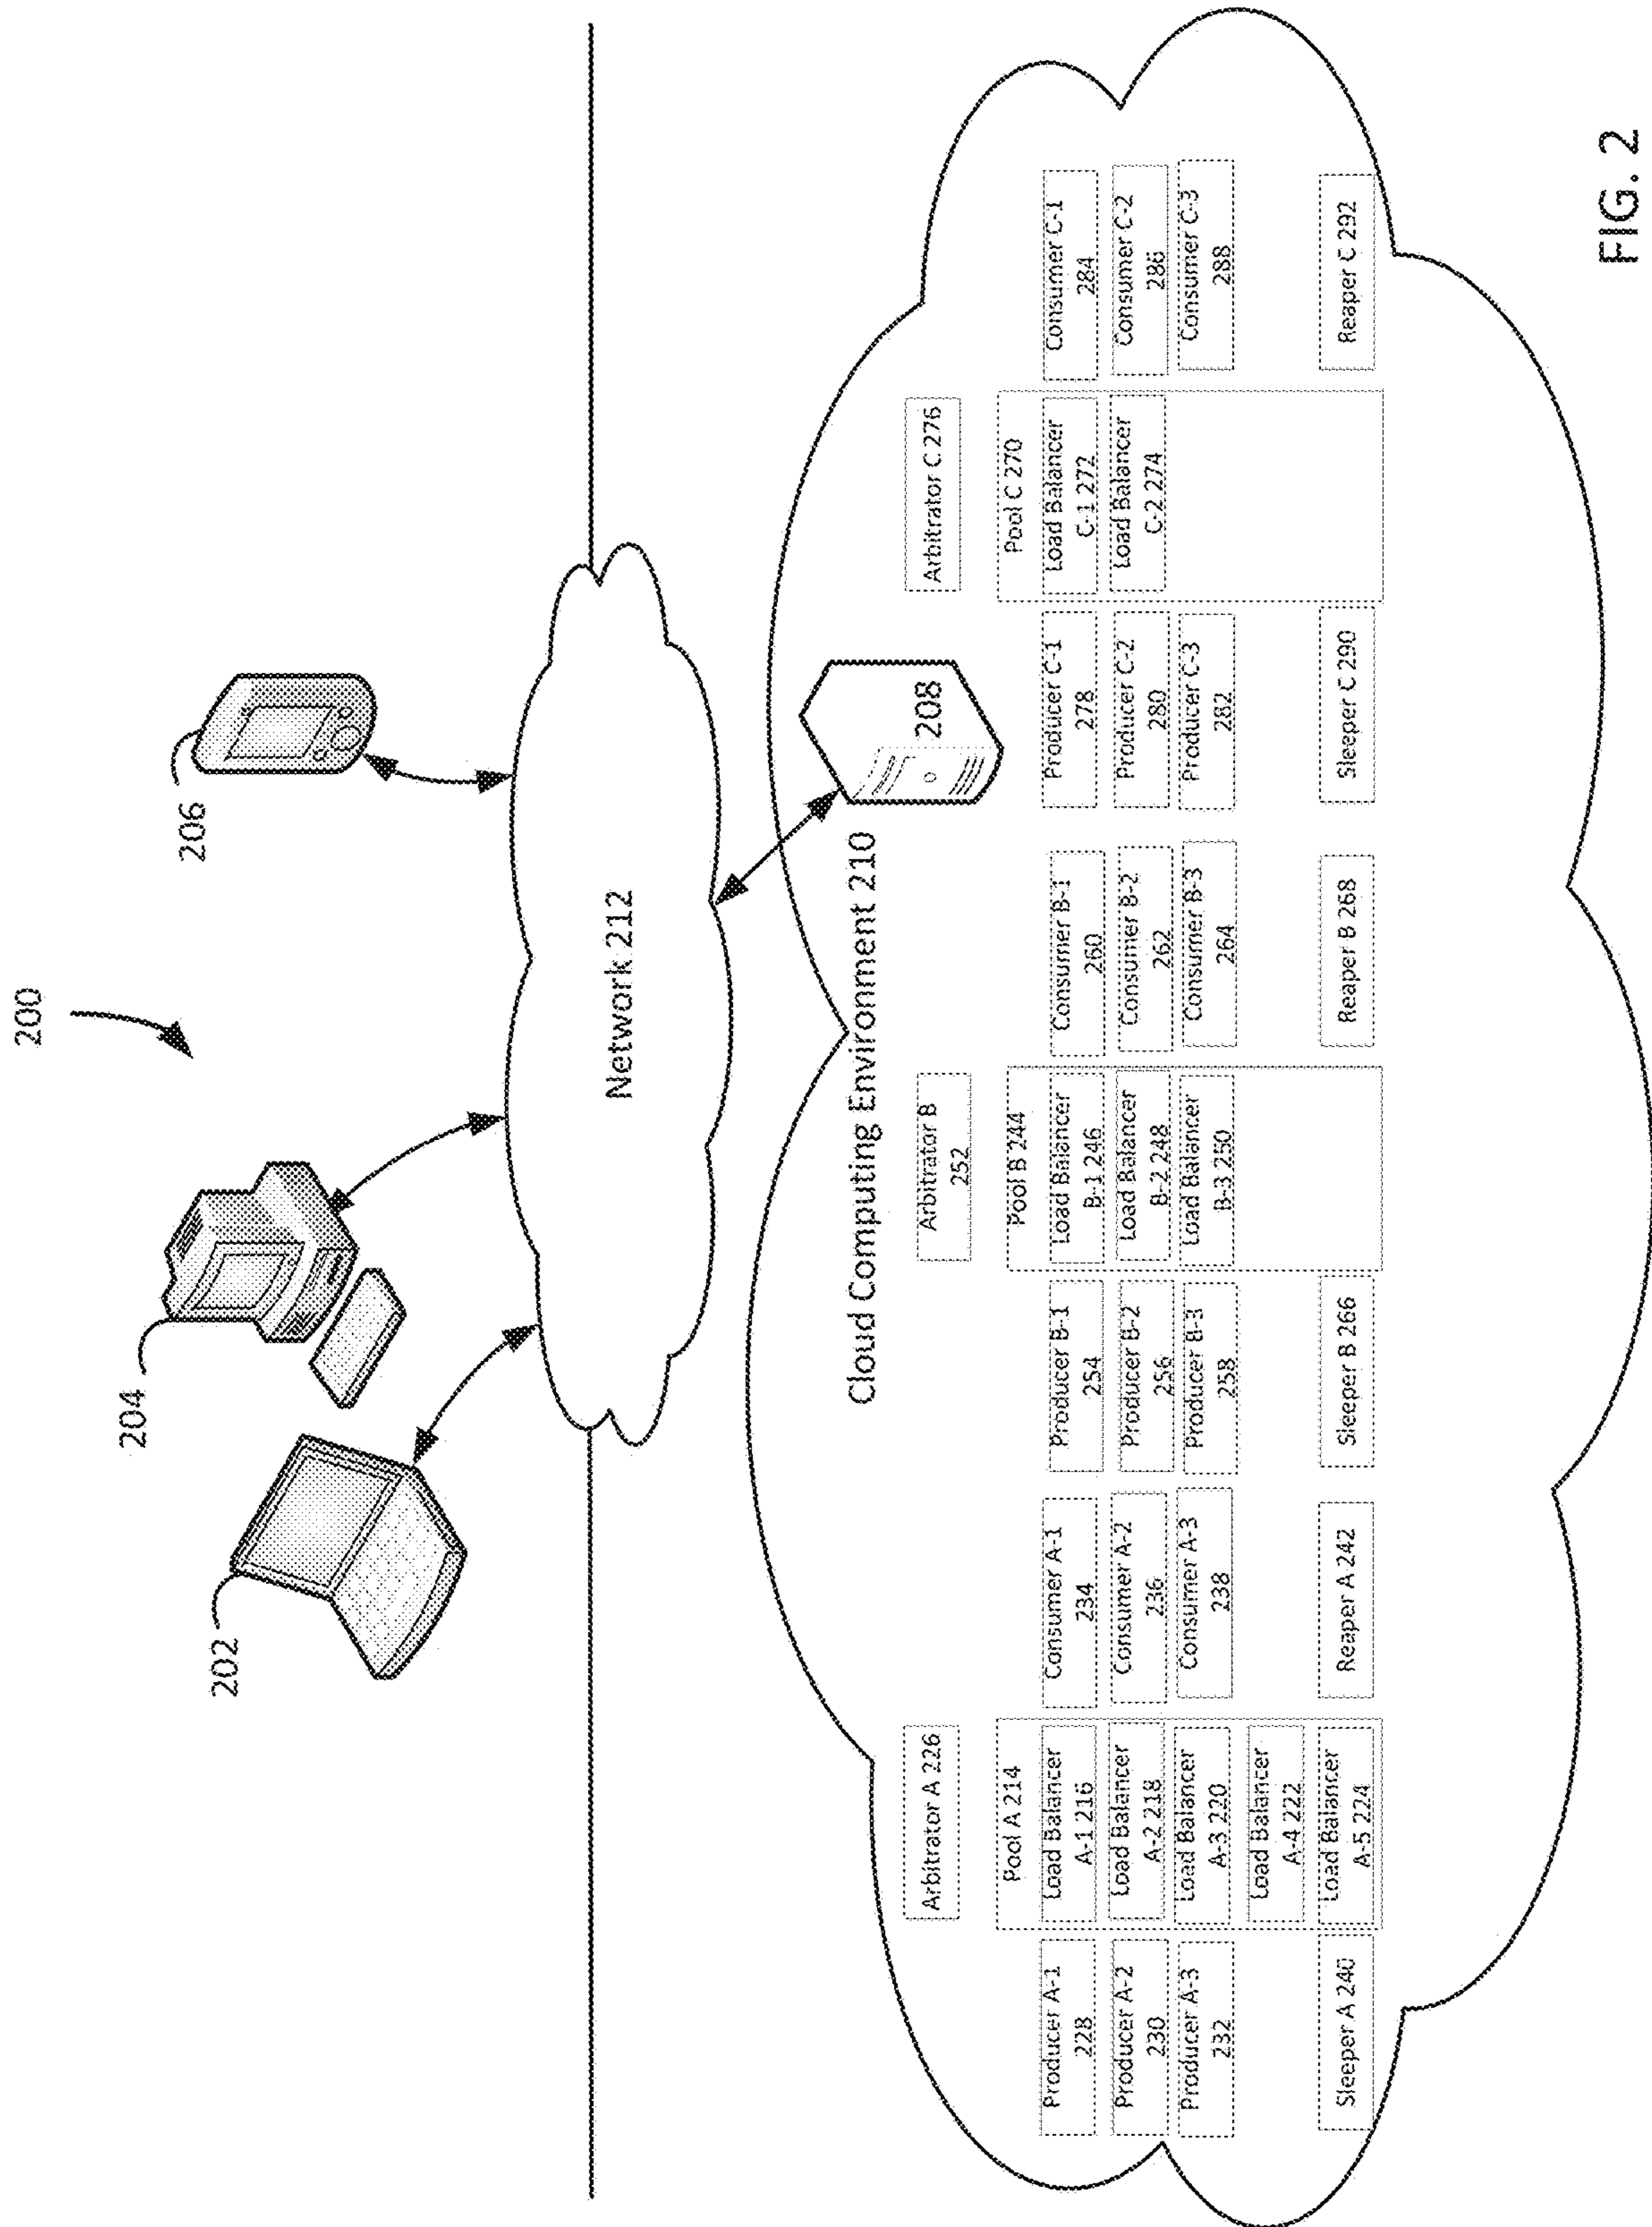 200
202
204
206
Network 212
208
Cloud Computing Environment 210
Arbitrator A 226
Arbitrator B
252
Arbitrator C 276
Pool A 214
Pool B 244
Pool C 270
Producer A-1
228
Load Balancer
A-1 216
Consumer A-1
234
Producer B-1
254
Load Balancer
B-1 246
Consumer B-1
260
Producer C-1
278
Load Balancer
C-1 272
Consumer C-1
284
Producer A-2
230
Load Balancer
A-2 218
Consumer A-2
236
Producer B-2
256
Load Balancer
B-2 248
Consumer B-2
262
Producer C-2
280
Load Balancer
C-2 274
Consumer C-2
286
Producer A-3
232
Load Balancer
A-3 220
Consumer A-3
238
Producer B-3
258
Load Balancer
B-3 250
Consumer B-3
264
Producer C-3
282
Consumer C-3
288
Load Balancer
A-4 222
Sleeper A 240
Load Balancer
A-5 224
Reaper A 242
Sleeper B 266
Reaper B 268
Sleeper C 290
Reaper C 292
FIG. 2